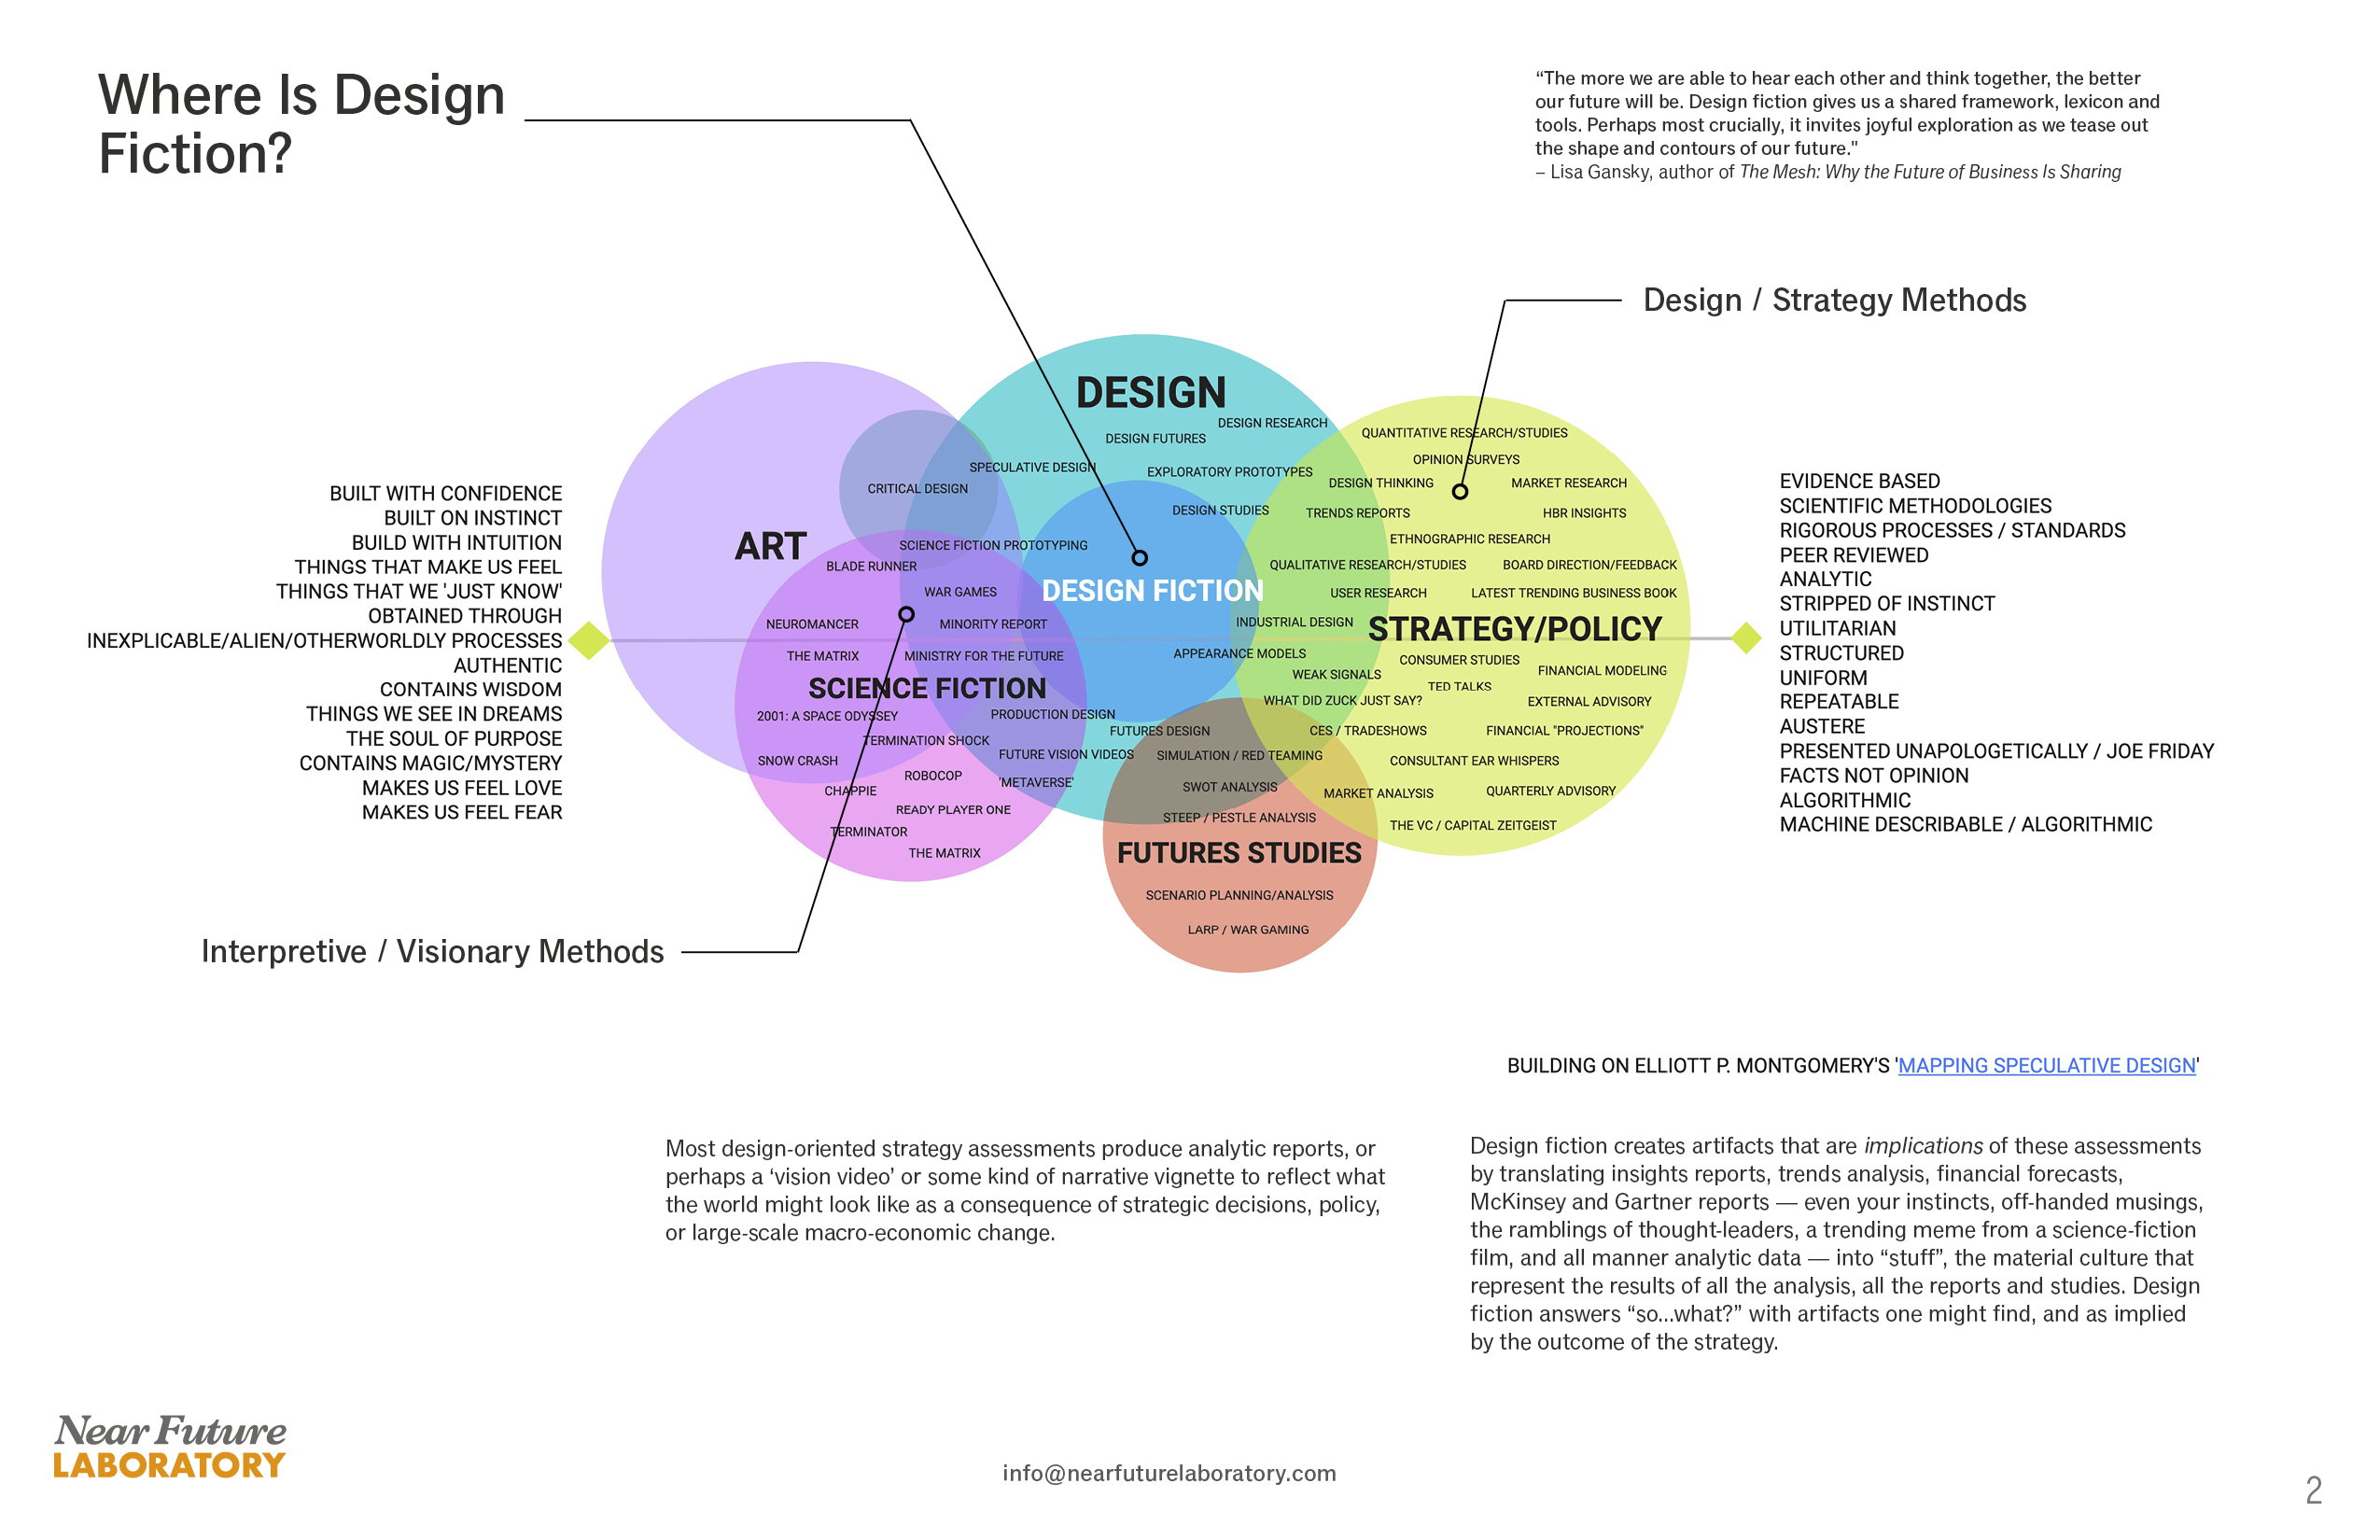 Where Is Design
Fiction?
“The more we are able to hear each other and think together, the better
our future will be. Design fiction gives us a shared framework, lexicon and
tools. Perhaps most crucially, it invites joyful exploration as we tease out
the shape and contours of our future."
– Lisa Gansky, author of The Mesh: Why the Future of Business Is Sharing
Design / Strategy Methods
BUILT WITH CONFIDENCE
BUILT ON INSTINCT
BUILD WITH INTUITION
THINGS THAT MAKE US FEEL
THINGS THAT WE 'JUST KNOW'
OBTAINED THROUGH
INEXPLICABLE/ALIEN/OTHERWORLDLY PROCESSES
AUTHENTIC
CONTAINS WISDOM
THINGS WE SEE IN DREAMS
THE SOUL OF PURPOSE
CONTAINS MAGIC/MYSTERY
MAKES US FEEL LOVE
MAKES US FEEL FEAR
ART
CRITICAL DESIGN
SPECULATIVE DESIGN
SCIENCE FICTION PROTOTYPING
BLADE RUNNER
WAR GAMES
NEUROMANCER
MINORITY REPORT
THE MATRIX
MINISTRY FOR THE FUTURE
SCIENCE FICTION
2001: A SPACE ODYSSEY
PRODUCTION DESIGN
TERMINATION SHOCK
FUTURE VISION VIDEOS
SNOW CRASH
ROBOCOP
'METAVERSE'
CHAPPIE
READY PLAYER ONE
TERMINATOR
THE MATRIX
DESIGN
DESIGN RESEARCH
DESIGN FUTURES
EXPLORATORY PROTOTYPES
DESIGN STUDIES
DESIGN FICTION
INDUSTRIAL DESIGN
APPEARANCE MODELS
WEAK SIGNALS
WHAT DID ZUCK JUST SAY?
FUTURES DESIGN
CES / TRADESHOWS
SIMULATION / RED TEAMING
SWOT ANALYSIS
MARKET ANALYSIS
STEEP / PESTLE ANALYSIS
FUTURES STUDIES
SCENARIO PLANNING/ANALYSIS
LARP / WAR GAMING
QUANTITATIVE RESEARCH/STUDIES
OPINION SURVEYS
DESIGN THINKING
MARKET RESEARCH
TRENDS REPORTS
HBR INSIGHTS
ETHNOGRAPHIC RESEARCH
QUALITATIVE RESEARCH/STUDIES
BOARD DIRECTION/FEEDBACK
USER RESEARCH
LATEST TRENDING BUSINESS BOOK
STRATEGY/POLICY
CONSUMER STUDIES
FINANCIAL MODELING
TED TALKS
EXTERNAL ADVISORY
FINANCIAL "PROJECTIONS"
CONSULTANT EAR WHISPERS
QUARTERLY ADVISORY
THE VC / CAPITAL ZEITGEIST
EVIDENCE BASED
SCIENTIFIC METHODOLOGIES
RIGOROUS PROCESSES / STANDARDS
PEER REVIEWED
ANALYTIC
STRIPPED OF INSTINCT
UTILITARIAN
STRUCTURED
UNIFORM
REPEATABLE
AUSTERE
PRESENTED UNAPOLOGETICALLY / JOE FRIDAY
FACTS NOT OPINION
ALGORITHMIC
MACHINE DESCRIBABLE / ALGORITHMIC
Interpretive / Visionary Methods
BUILDING ON ELLIOTT P. MONTGOMERY'S 'MAPPING SPECULATIVE DESIGN'
Most design-oriented strategy assessments produce analytic reports, or
perhaps a ‘vision video’ or some kind of narrative vignette to reflect what
the world might look like as a consequence of strategic decisions, policy,
or large-scale macro-economic change.
Design fiction creates artifacts that are implications of these assessments
by translating insights reports, trends analysis, financial forecasts,
McKinsey and Gartner reports — even your instincts, off-handed musings,
the ramblings of thought-leaders, a trending meme from a science-fiction
film, and all manner analytic data — into “stuff”, the material culture that
represent the results of all the analysis, all the reports and studies. Design
fiction answers “so...what?” with artifacts one might find, and as implied
by the outcome of the strategy.
Near Future
LABORATORY
info@nearfuturelaboratory.com
2